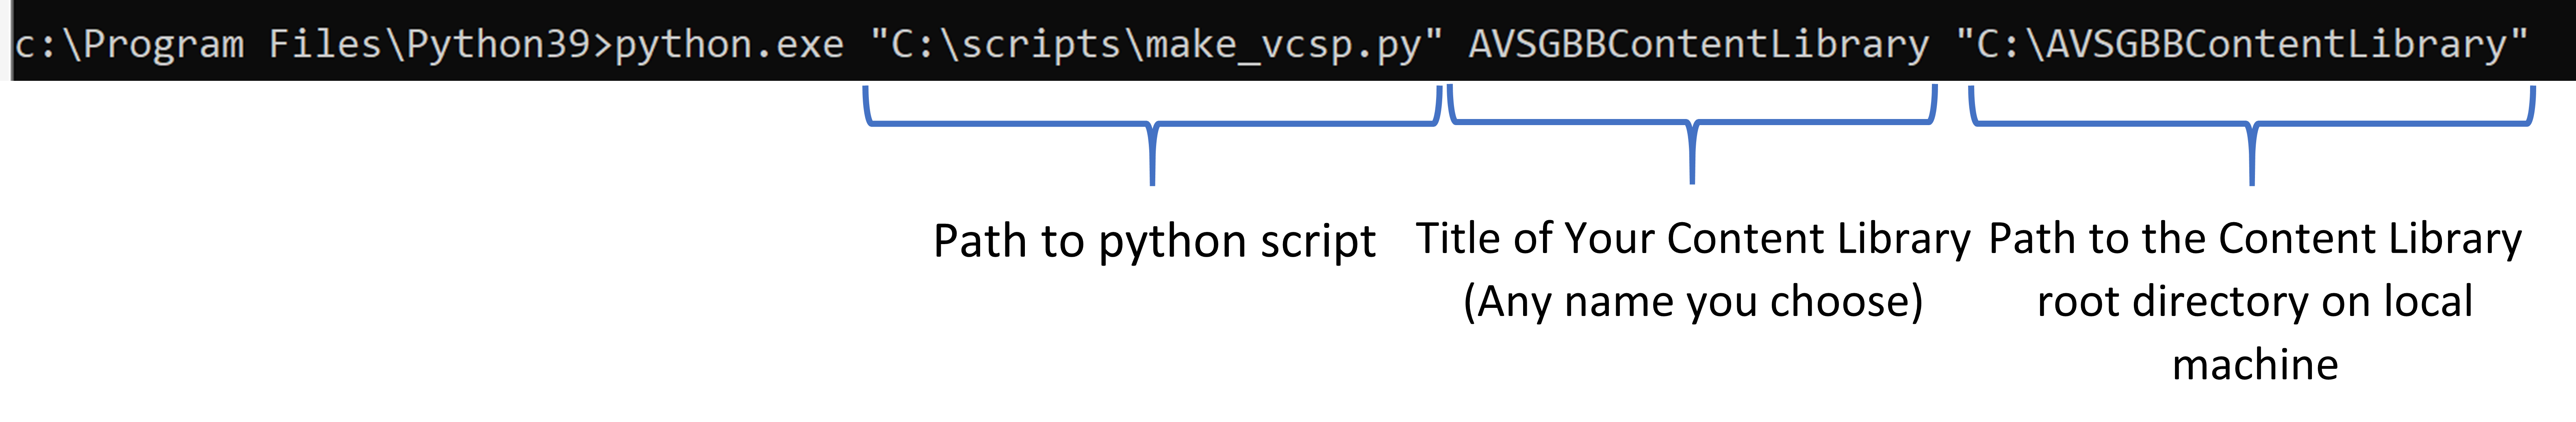 c:\Program Files\Python39>python.exe "C:\scripts\make_vcsp.py" AVSGBBContentLibrary "C:\AVSGBBContentLibrary"
Path to python script
Title of Your Content Library
(Any name you choose)
Path to the Content Library
root directory on local
machine